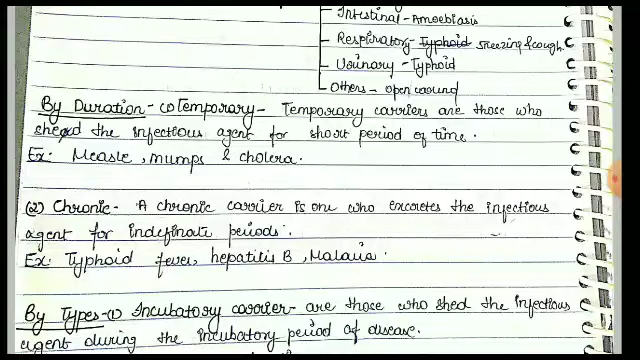 Intestinal - Amoebiasis
Respiratory - Typhoid sneezing & cough
Urinary - Typhoid
Others - open
By Duration - (1) Temporary - Temporary carriers are those who
shed the infectious agent for short period of time.
Ex: Measle, mumps & cholera.
(2) Chronic - A chronic carrier is one who excretes the infectious
agent for indefinate periods.
Ex: Typhoid fever, hepatitis B, Malaria.
By Types - (1) Incubatory carrier - are those who shed the infectious
agent during the incubatory period of disease.